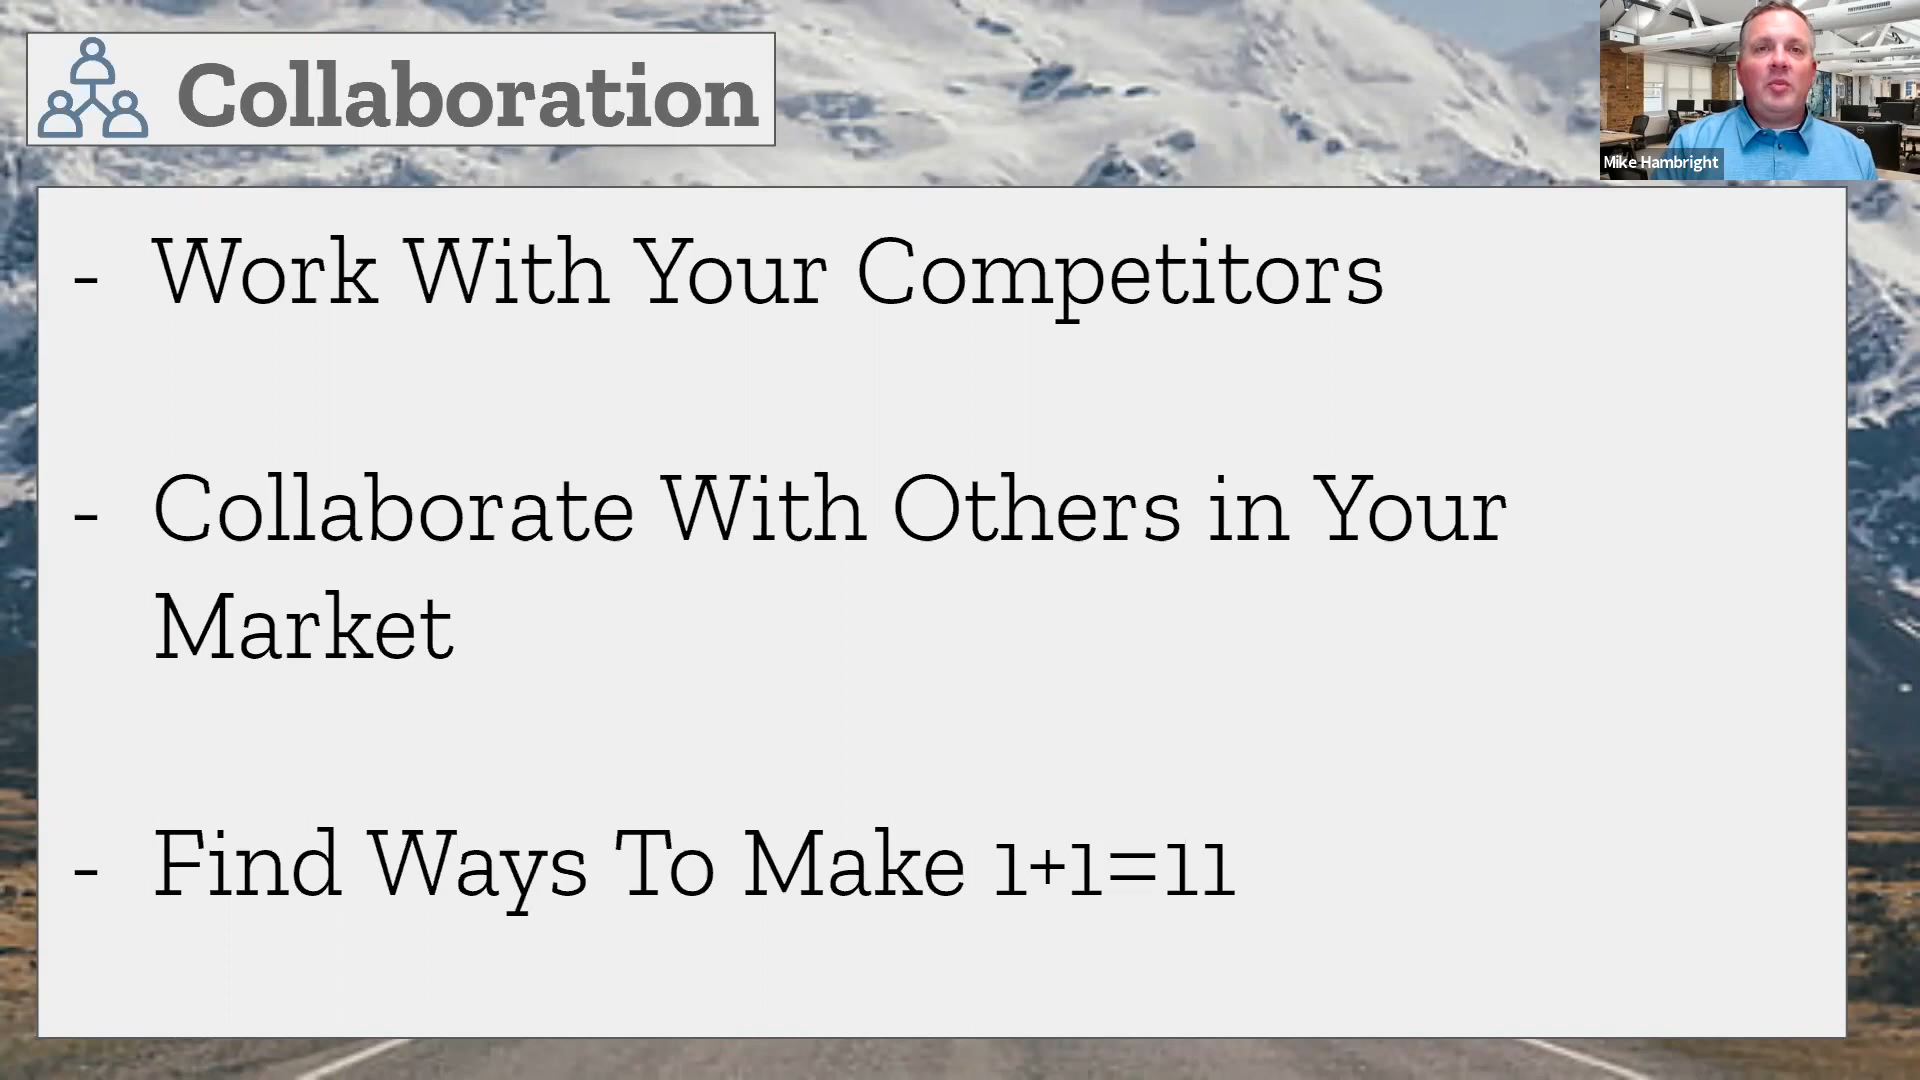 Collaboration
Mike Hambright
- Work With Your Competitors
- Collaborate With Others in Your
Market
- Find Ways To Make 1+1=11